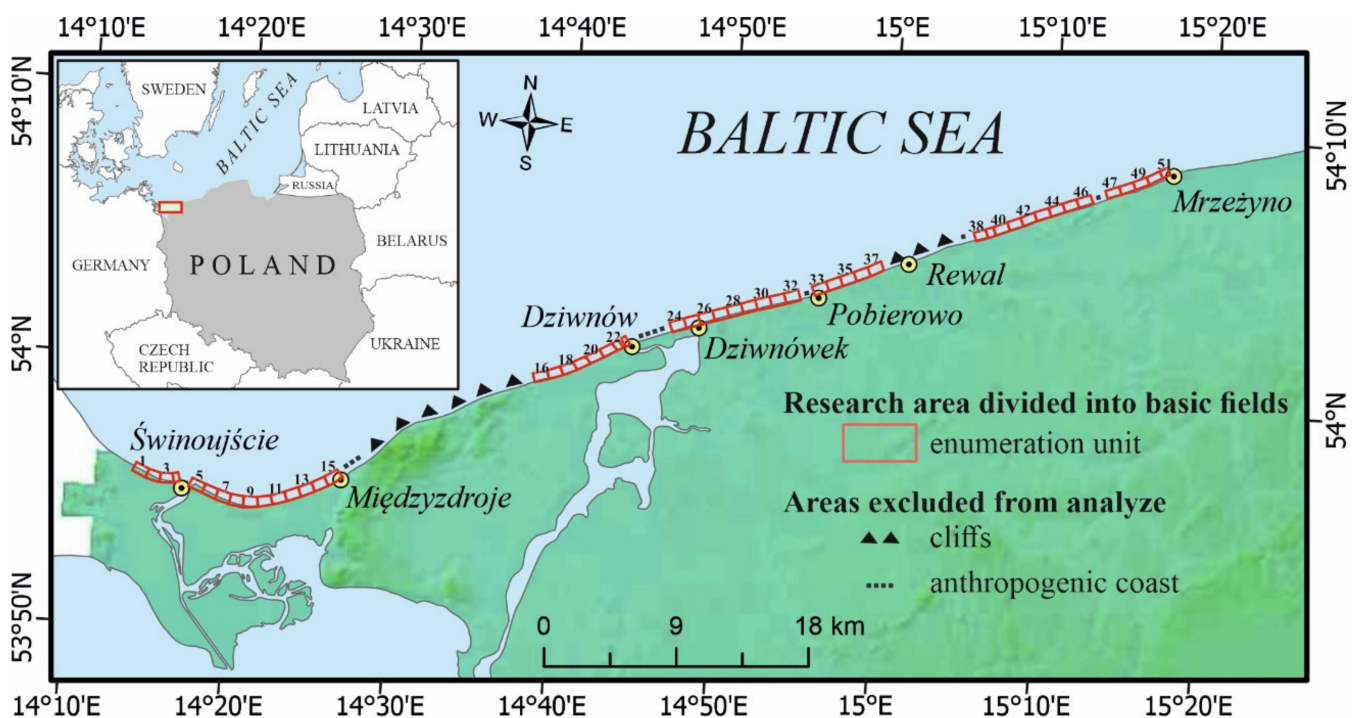 14°10'E 14°20'E 14°30'E 14°40'E 14°50'E 15°0'E 15°10'E 15°20'E
54°10'N
54°N
53°50'N
54°10'N
54°N
SWEDEN
BALTIC SEA
LATVIA
LITHUANIA
RUSSIA
BELARUS
GERMANY
POLAND
CZECH
REPUBLIC
UKRAINE
N
W E
S
BALTIC SEA
Świnoujście
1 3 5 7 9 11 13 15
Międzyzdroje
Dziwnów
16 18 20 22
Dziwnówek
24 26 28 30 32
Pobierowo
33 35 37
Rewal
38 40 42 44 46 47 49 51
Mrzeżyno
Research area divided into basic fields
enumeration unit
Areas excluded from analyze
cliffs
anthropogenic coast
0 9 18 km
14°10'E 14°20'E 14°30'E 14°40'E 14°50'E 15°E 15°10'E 15°20'E